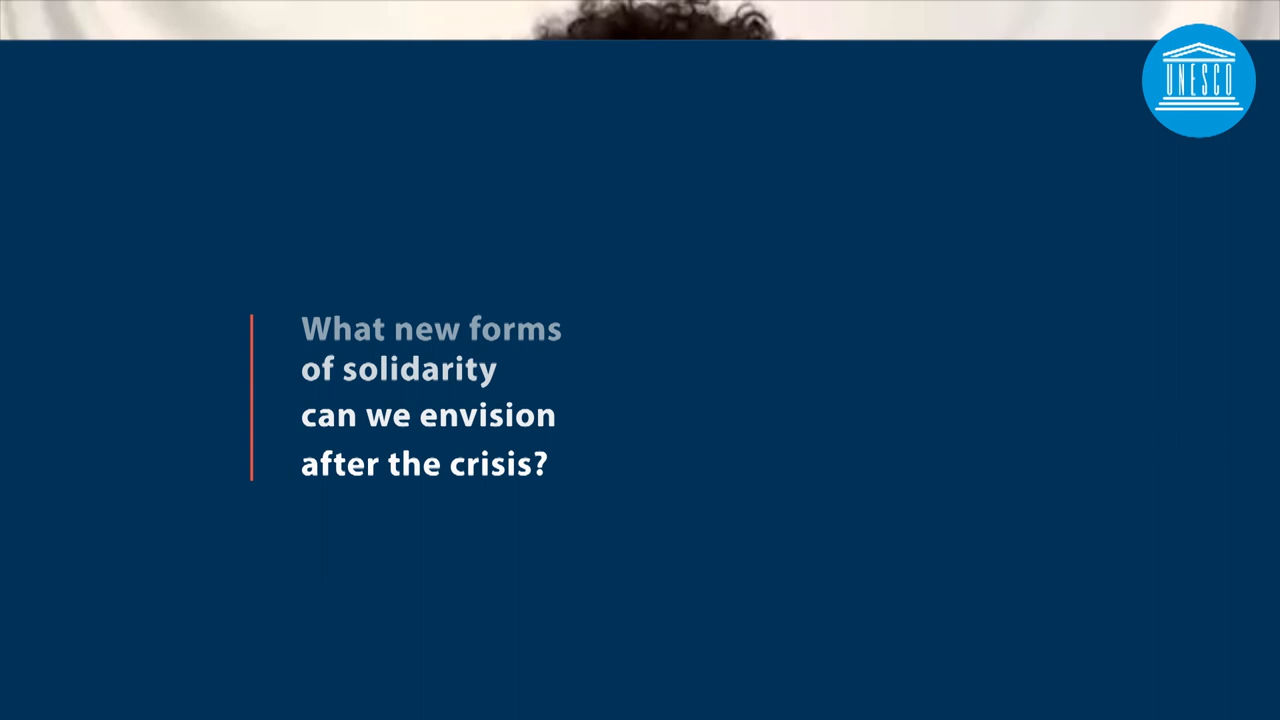 UNESCO
What new forms
of solidarity
can we envision
after the crisis?